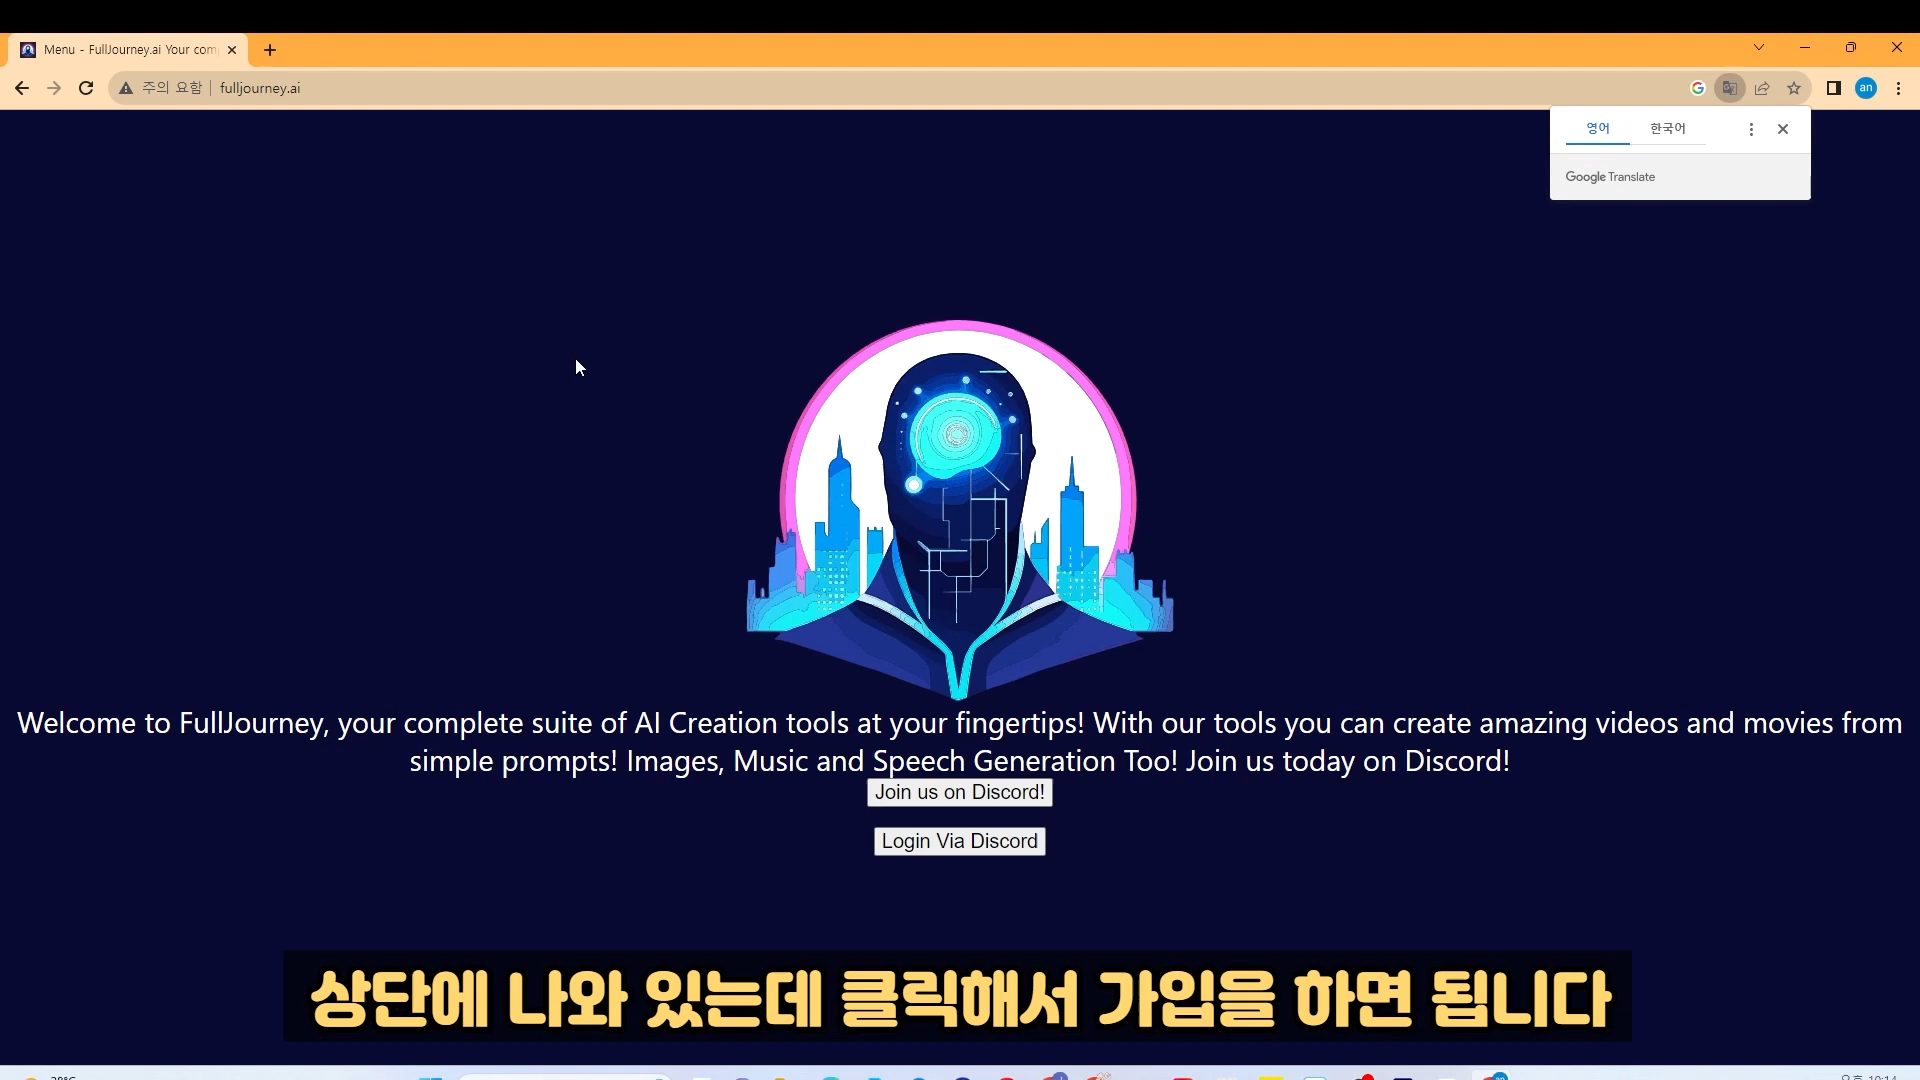 Menu - FullJourney.ai Your com
주의 요함 | fulljourney.ai
an
영어 한국어
Google Translate
Welcome to FullJourney, your complete suite of AI Creation tools at your fingertips! With our tools you can create amazing videos and movies from
simple prompts! Images, Music and Speech Generation Too! Join us today on Discord!
Join us on Discord!
Login Via Discord
상단에 나와 있는데 클릭해서 가입을 하면 됩니다